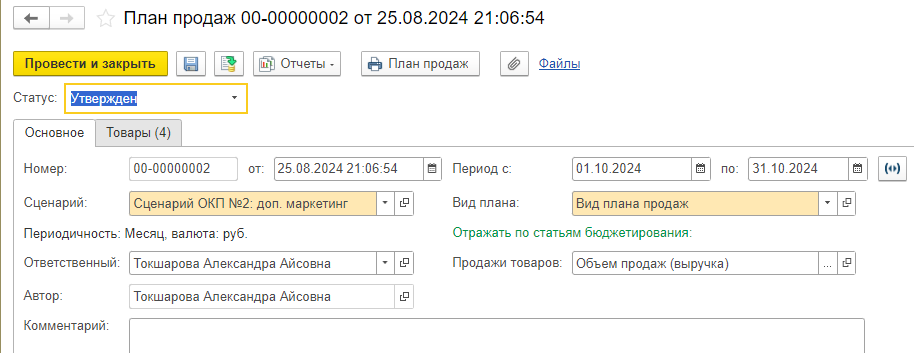 План продаж 00-00000002 от 25.08.2024 21:06:54
Провести и закрыть Отчеты План продаж Файлы
Статус: Утвержден
Основное Товары (4)
Номер: 00-00000002 от: 25.08.2024 21:06:54 Период с: 01.10.2024 по: 31.10.2024
Сценарий: Сценарий ОКП №2: доп. маркетинг Вид плана: Вид плана продаж
Периодичность: Месяц, валюта: руб. Отражать по статьям бюджетирования:
Ответственный: Токшарова Александра Айсовна Продажи товаров: Объем продаж (выручка) ...
Автор: Токшарова Александра Айсовна
Комментарий: